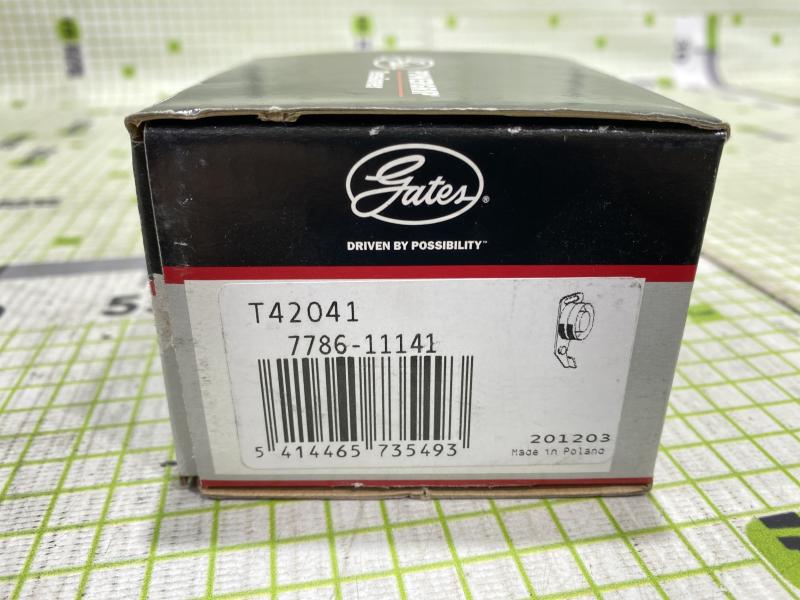 Gates®
DRIVEN BY POSSIBILITY™
T42041
7786-11141
5 414465 735493
201203
Made in Poland